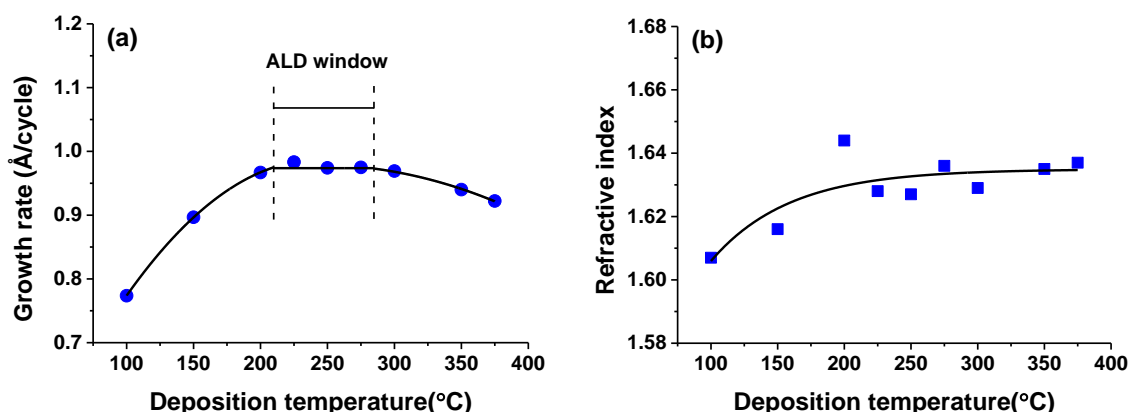 (a)
ALD window
Growth rate (Å/cycle)
1.2
1.1
1.0
0.9
0.8
0.7
100 150 200 250 300 350 400
Deposition temperature(°C)
(b)
Refractive index
1.68
1.66
1.64
1.62
1.60
1.58
100 150 200 250 300 350 400
Deposition temperature(°C)